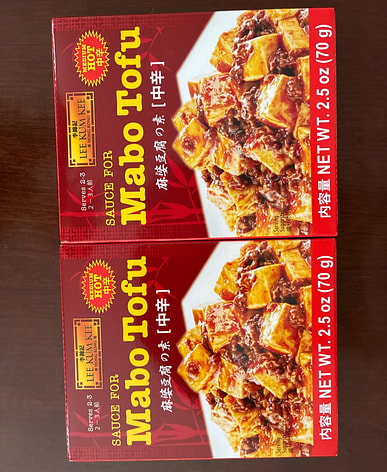 MEDIUM
HOT
中辛
李錦記
LEE KUM KEE
Serves 2-3
2-3人前
SAUCE FOR
Mabo Tofu
麻婆豆腐の素［中辛］
内容量 NET WT. 2.5 oz (70 g)
MEDIUM
HOT
中辛
李錦記
LEE KUM KEE
Serves 2-3
2-3人前
SAUCE FOR
Mabo Tofu
麻婆豆腐の素［中辛］
内容量 NET WT. 2.5 oz (70 g)